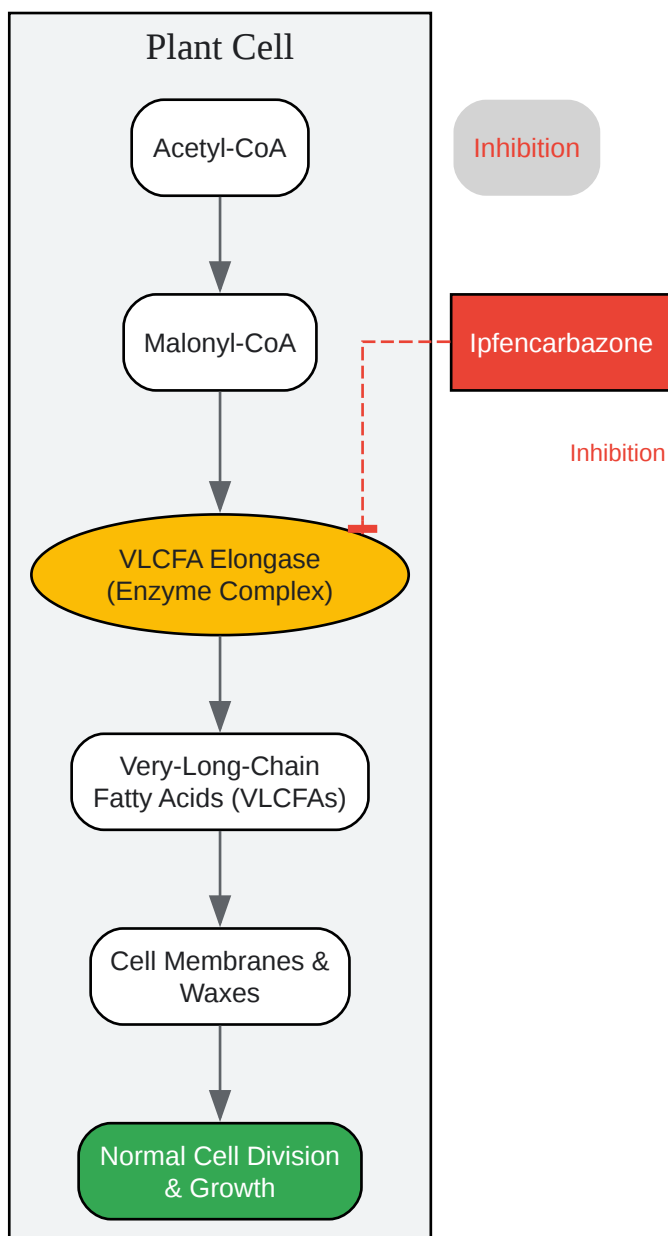 Plant Cell
Acetyl-CoA
Inhibition
Malonyl-CoA
Ipfencarbazone
Inhibition
VLCFA Elongase
(Enzyme Complex)
Very-Long-Chain
Fatty Acids (VLCFAs)
Cell Membranes &
Waxes
Normal Cell Division
& Growth